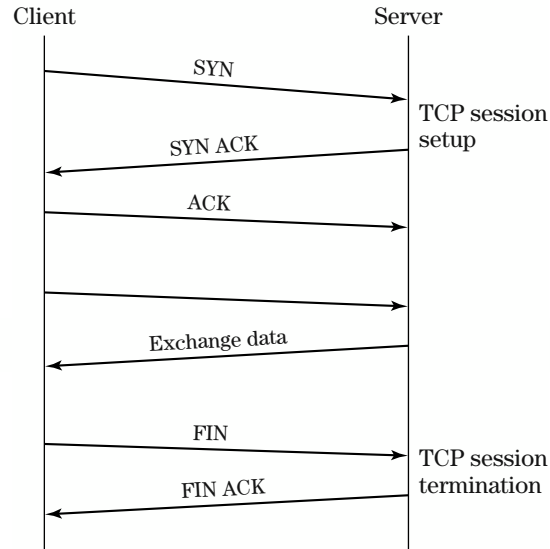 Client
Server
SYN
TCP session
setup
SYN ACK
ACK
Exchange data
FIN
TCP session
termination
FIN ACK